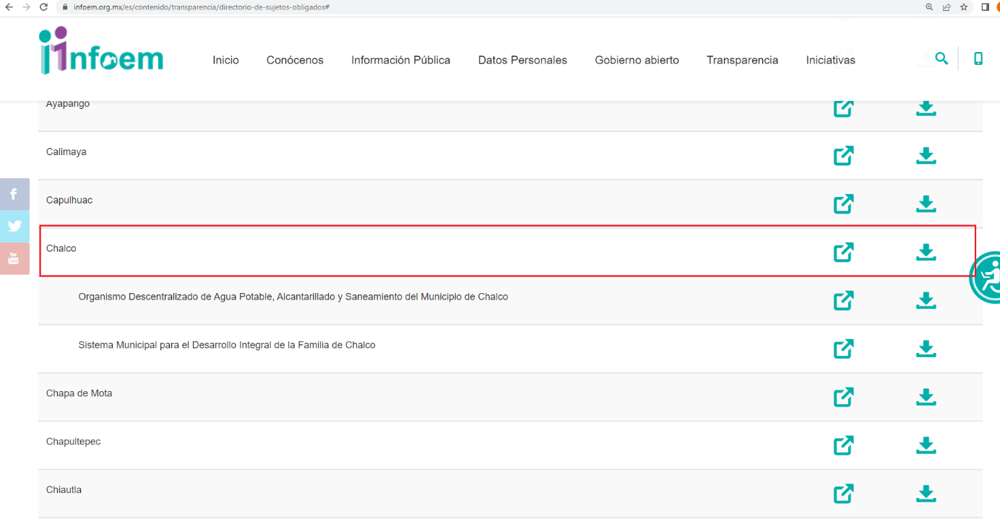 infoem.org.mx/es/contenido/transparencia/directorio-de-sujetos-obligados#
infoem
Inicio Conócenos Información Pública Datos Personales Gobierno abierto Transparencia Iniciativas
Ayapango
Calimaya
Capulhuac
Chalco
Organismo Descentralizado de Agua Potable, Alcantarillado y Saneamiento del Municipio de Chalco
Sistema Municipal para el Desarrollo Integral de la Familia de Chalco
Chapa de Mota
Chapultepec
Chiautla